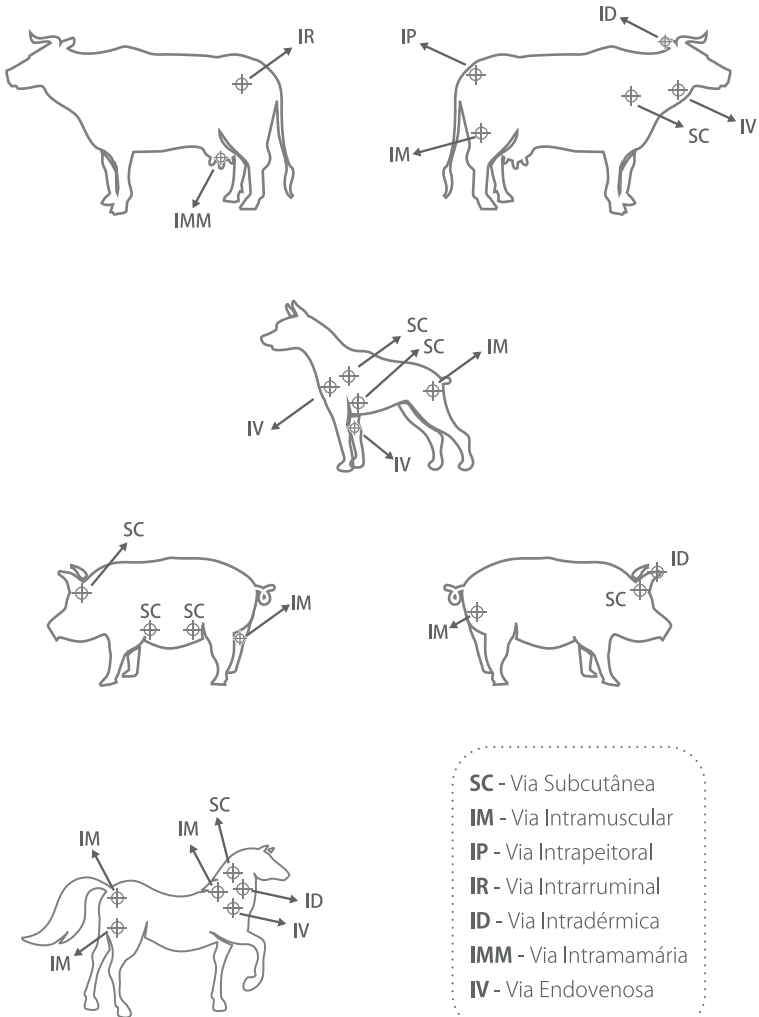 IR
IMM
ID
IP
IM
SC
IV
SC
SC
IM
IV
IV
SC
SC
SC
IM
ID
SC
IM
SC
IM
IM
ID
IV
IM
SC - Via Subcutânea
IM - Via Intramuscular
IP - Via Intrapeitoral
IR - Via Intrarruminal
ID - Via Intradérmica
IMM - Via Intramamária
IV - Via Endovenosa